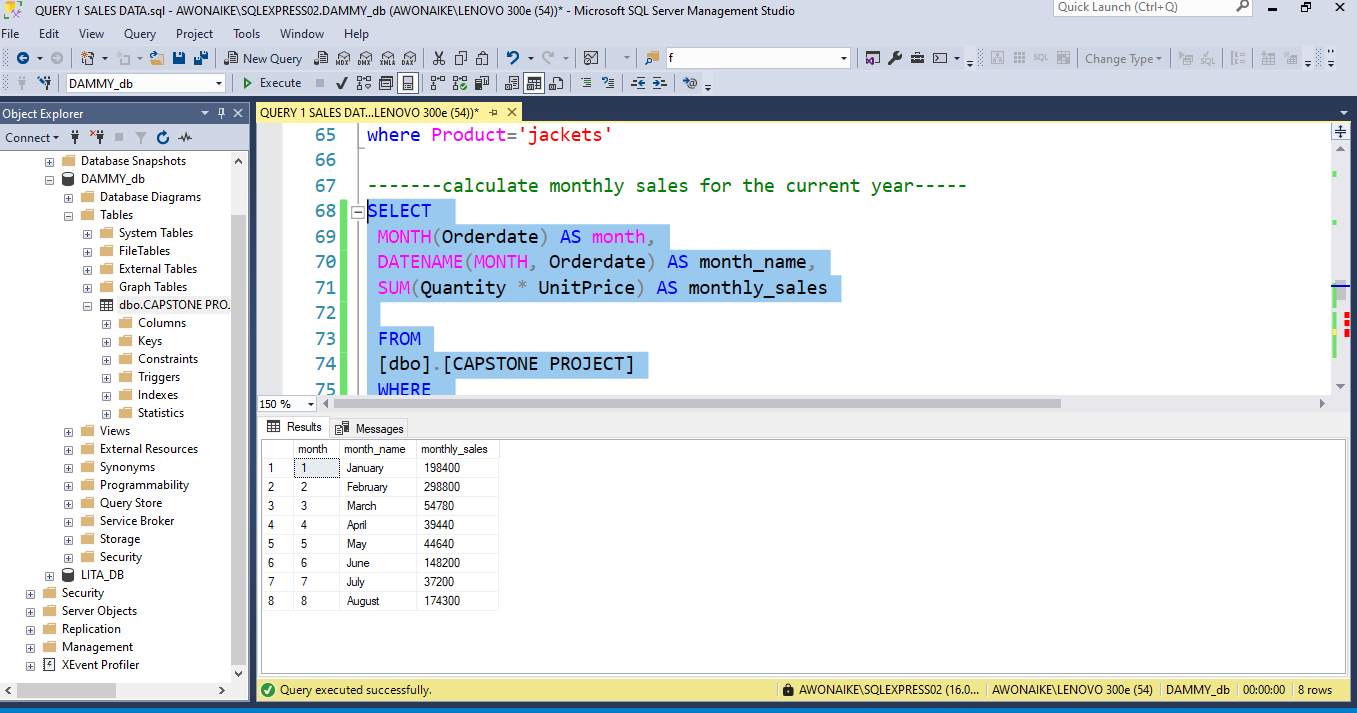 QUERY 1 SALES DATA.sql - AWONAIKE\SQLEXPRESS02.DAMMY_db (AWONAIKE\LENOVO 300e (54))* - Microsoft SQL Server Management Studio
Quick Launch (Ctrl+Q)
File Edit View Query Project Tools Window Help
New Query
MDX DMX XMLA DAX
f
SQL
Change Type
SQL
DAMMY_db
Execute
Object Explorer
QUERY 1 SALES DAT...LENOVO 300e (54))*
Connect
Database Snapshots
DAMMY_db
Database Diagrams
Tables
System Tables
FileTables
External Tables
Graph Tables
dbo.CAPSTONE PRO.
Columns
Keys
Constraints
Triggers
Indexes
Statistics
Views
External Resources
Synonyms
Programmability
Query Store
Service Broker
Storage
Security
LITA_DB
Security
Server Objects
Replication
Management
XEvent Profiler
65 where Product='jackets'
66
67 -------calculate monthly sales for the current year-----
68 SELECT
69 MONTH(Orderdate) AS month,
70 DATENAME(MONTH, Orderdate) AS month_name,
71 SUM(Quantity * UnitPrice) AS monthly_sales
72
73 FROM
74 [dbo].[CAPSTONE PROJECT]
75 WHERE
150 %
Results Messages
month month_name monthly_sales
1 1 January 198400
2 2 February 298800
3 3 March 54780
4 4 April 39440
5 5 May 44640
6 6 June 148200
7 7 July 37200
8 8 August 174300
Query executed successfully.
AWONAIKE\SQLEXPRESS02 (16.0... AWONAIKE\LENOVO 300e (54) DAMMY_db 00:00:00 8 rows